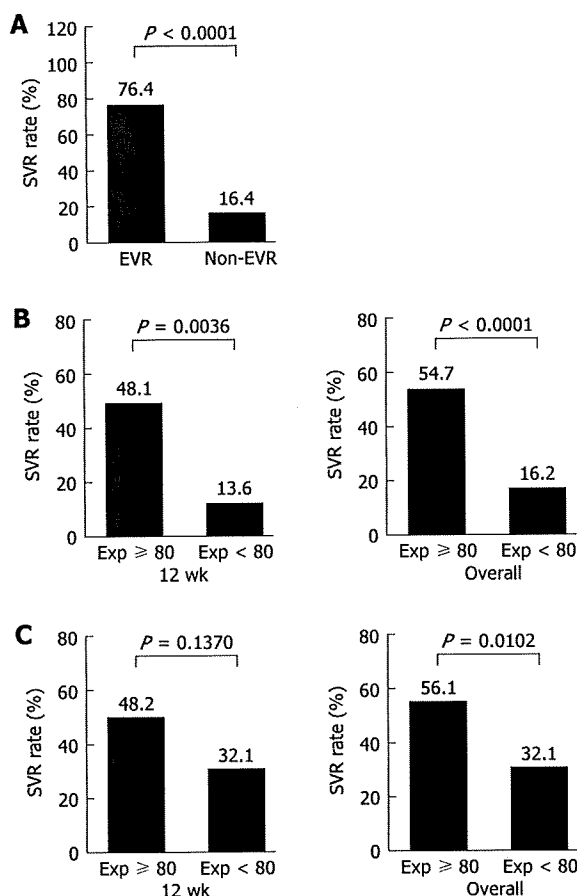 A
P < 0.0001
120
100
80
60
40
20
0
SVR rate (%)
76.4
16.4
EVR Non-EVR
B
P = 0.0036
80
60
40
20
0
SVR rate (%)
48.1
13.6
Exp ⩾ 80 Exp < 80
12 wk
P < 0.0001
80
60
40
20
0
SVR rate (%)
54.7
16.2
Exp ⩾ 80 Exp < 80
Overall
C
P = 0.1370
80
60
40
20
0
SVR rate (%)
48.2
32.1
Exp ⩾ 80 Exp < 80
12 wk
P = 0.0102
80
60
40
20
0
SVR rate (%)
56.1
32.1
Exp ⩾ 80 Exp < 80
Overall